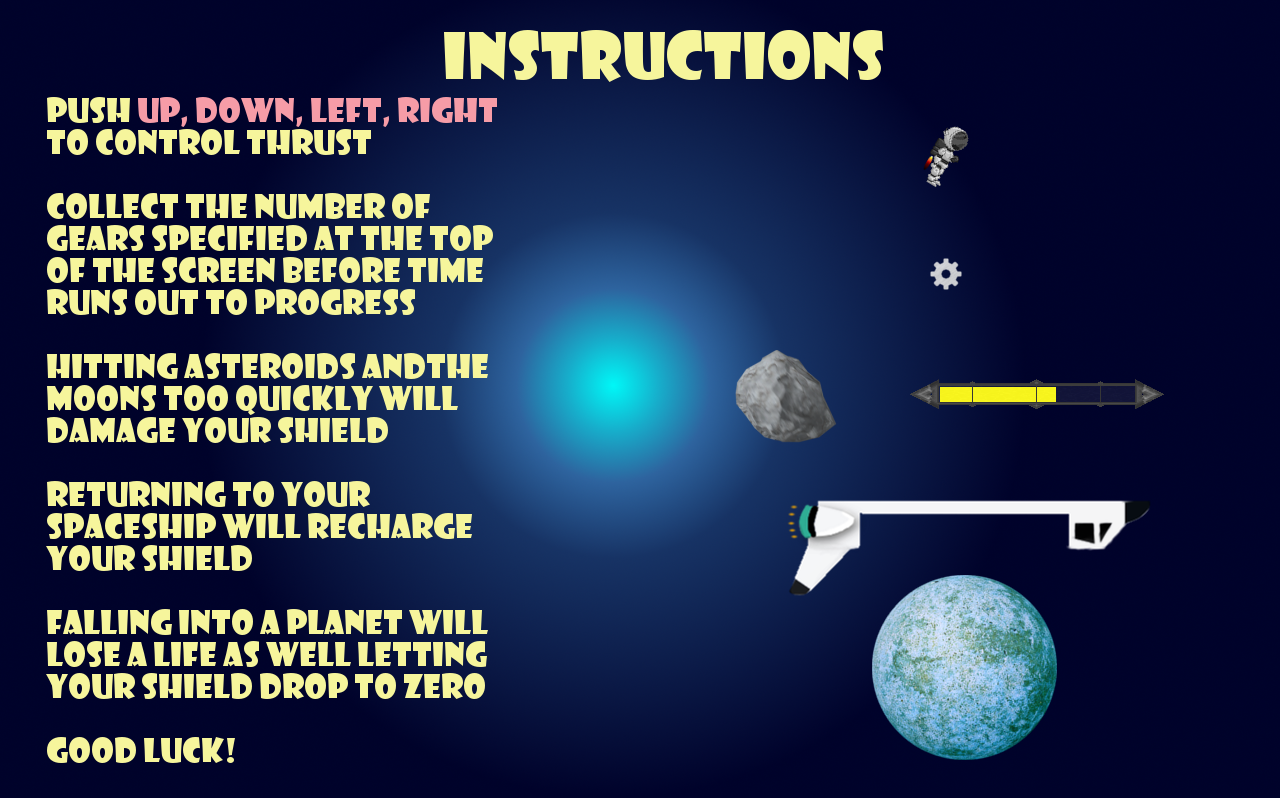 INSTRUCTIONS
PUSH UP, DOWN, LEFT, RIGHT
TO CONTROL THRUST
COLLECT THE NUMBER OF
GEARS SPECIFIED AT THE TOP
OF THE SCREEN BEFORE TIME
RUNS OUT TO PROGRESS
HITTING ASTEROIDS ANDTHE
MOONS TOO QUICKLY WILL
DAMAGE YOUR SHIELD
RETURNING TO YOUR
SPACESHIP WILL RECHARGE
YOUR SHIELD
FALLING INTO A PLANET WILL
LOSE A LIFE AS WELL LETTING
YOUR SHIELD DROP TO ZERO
GOOD LUCK!